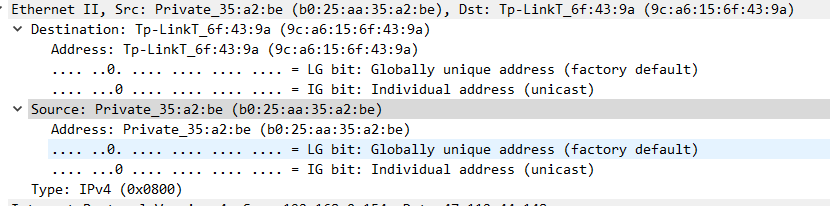 Ethernet II, Src: Private_35:a2:be (b0:25:aa:35:a2:be), Dst: Tp-LinkT_6f:43:9a (9c:a6:15:6f:43:9a)
Destination: Tp-LinkT_6f:43:9a (9c:a6:15:6f:43:9a)
Address: Tp-LinkT_6f:43:9a (9c:a6:15:6f:43:9a)
.... ..0. .... .... .... .... = LG bit: Globally unique address (factory default)
.... ...0 .... .... .... .... = IG bit: Individual address (unicast)
Source: Private_35:a2:be (b0:25:aa:35:a2:be)
Address: Private_35:a2:be (b0:25:aa:35:a2:be)
.... ..0. .... .... .... .... = LG bit: Globally unique address (factory default)
.... ...0 .... .... .... .... = IG bit: Individual address (unicast)
Type: IPv4 (0x0800)